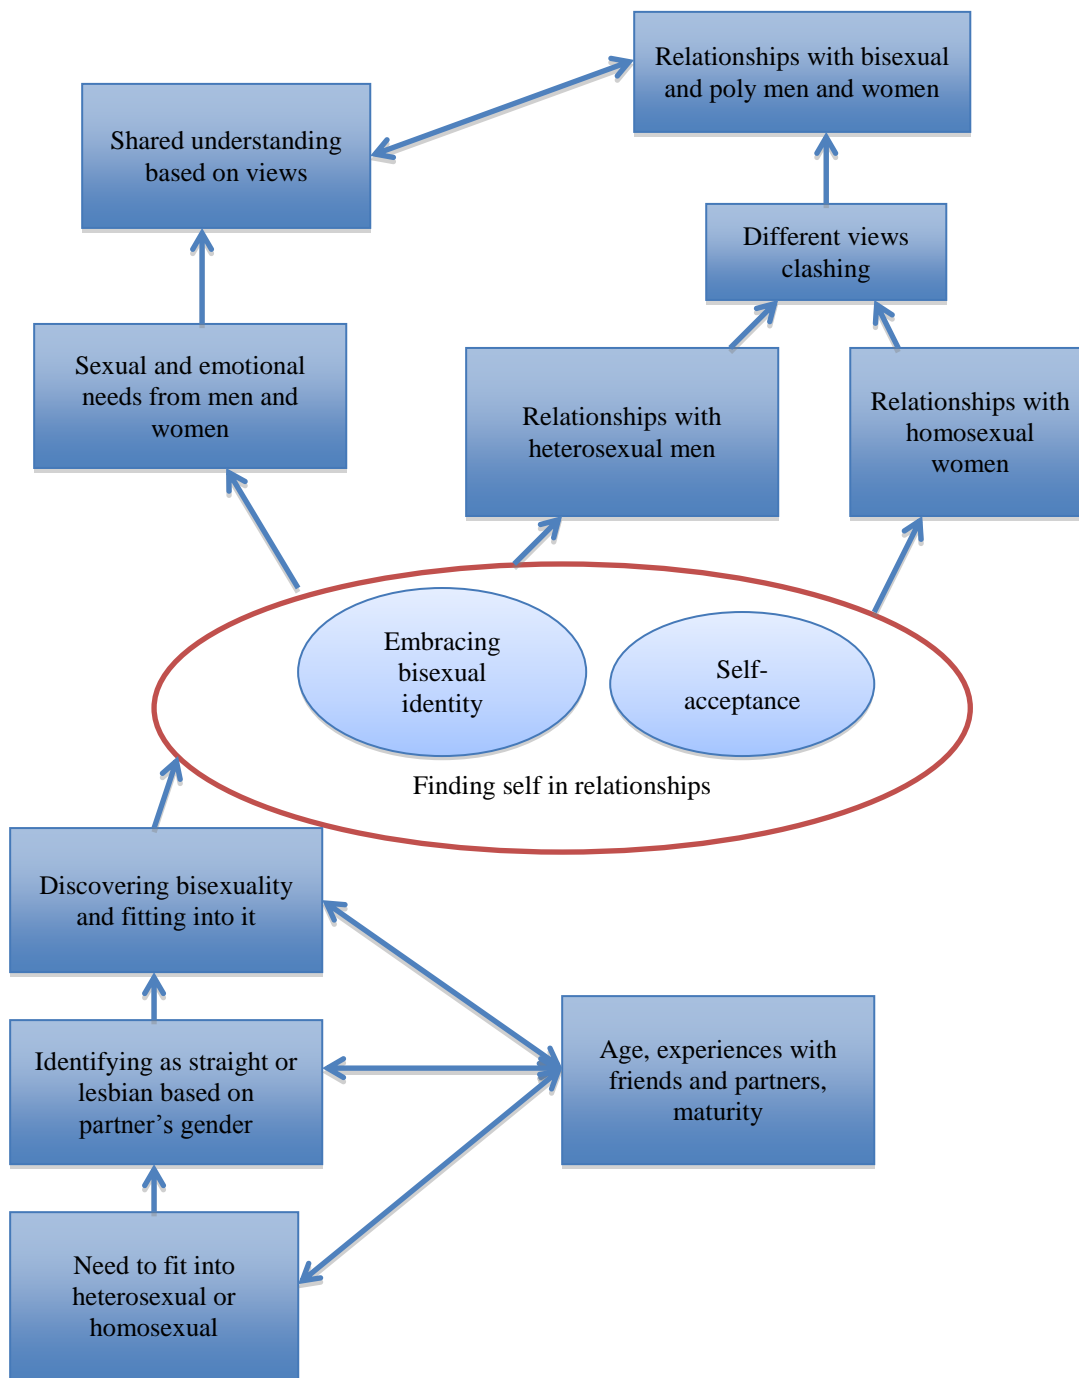 Relationships with bisexual
and poly men and women
Shared understanding
based on views
Different views
clashing
Sexual and emotional
needs from men and
women
Relationships with
heterosexual men
Relationships with
homosexual
women
Embracing
bisexual
identity
Self-
acceptance
Finding self in relationships
Discovering bisexuality
and fitting into it
Identifying as straight or
lesbian based on
partner’s gender
Age, experiences with
friends and partners,
maturity
Need to fit into
heterosexual or
homosexual